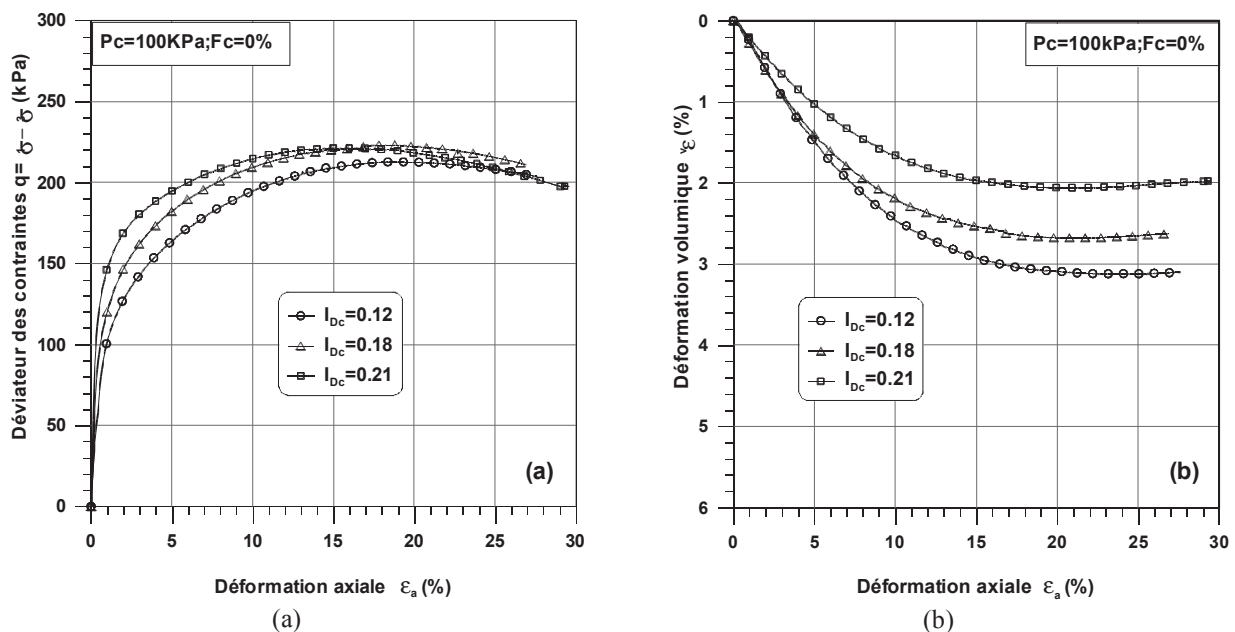 Pc=100KPa;Fc=0%
Déviateur des contraintes q= σ- σ (kPa)
300
250
200
150
100
50
0
I_Dc=0.12
I_Dc=0.18
I_Dc=0.21
(a)
0 5 10 15 20 25 30
Déformation axiale ε_a (%)
(a)
Pc=100kPa;Fc=0%
Déformation volumique (%)
0
1
2
3
4
5
6
I_Dc=0.12
I_Dc=0.18
I_Dc=0.21
(b)
0 5 10 15 20 25 30
Déformation axiale ε_a (%)
(b)